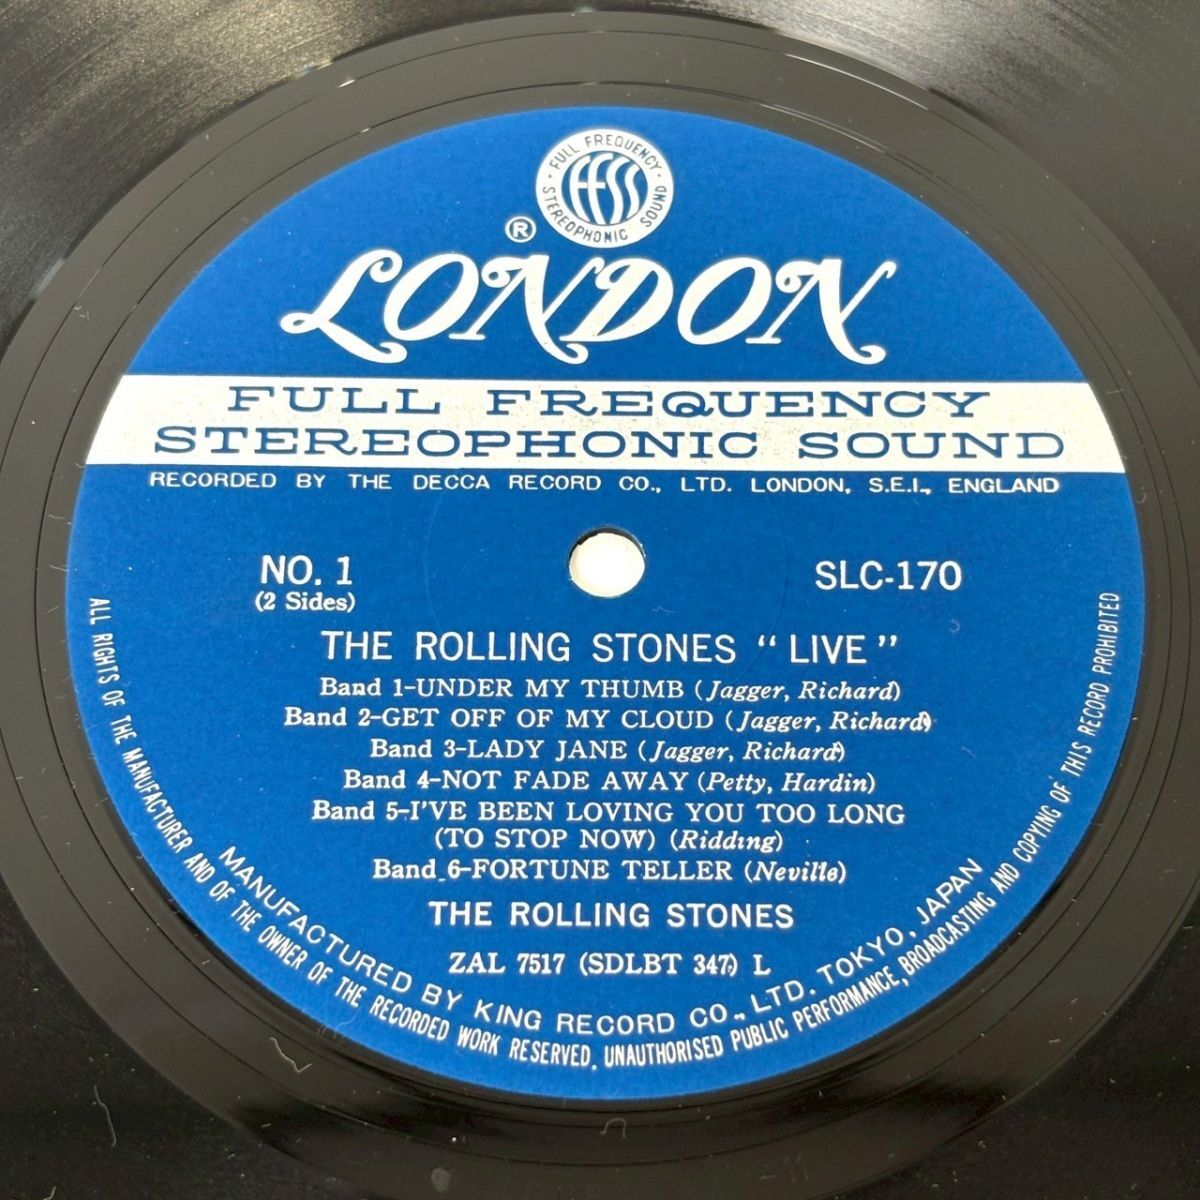 FULL FREQUENCY
FFSS
STEREOPHONIC SOUND
®
LONDON
FULL FREQUENCY
STEREOPHONIC SOUND
RECORDED BY THE DECCA RECORD CO., LTD. LONDON, S.E.I., ENGLAND
NO. 1
(2 Sides)
SLC-170
THE ROLLING STONES “ LIVE ”
Band 1-UNDER MY THUMB (Jagger, Richard)
Band 2-GET OFF OF MY CLOUD (Jagger, Richard)
Band 3-LADY JANE (Jagger, Richard)
Band 4-NOT FADE AWAY (Petty, Hardin)
Band 5-I'VE BEEN LOVING YOU TOO LONG
(TO STOP NOW) (Ridding)
Band 6-FORTUNE TELLER (Neville)
THE ROLLING STONES
ZAL 7517 (SDLBT 347) L
MANUFACTURED BY KING RECORD CO., LTD. TOKYO, JAPAN
ALL RIGHTS OF THE MANUFACTURER AND OF THE OWNER OF THE RECORDED WORK RESERVED. UNAUTHORISED PUBLIC PERFORMANCE, BROADCASTING AND COPYING OF THIS RECORD PROHIBITED